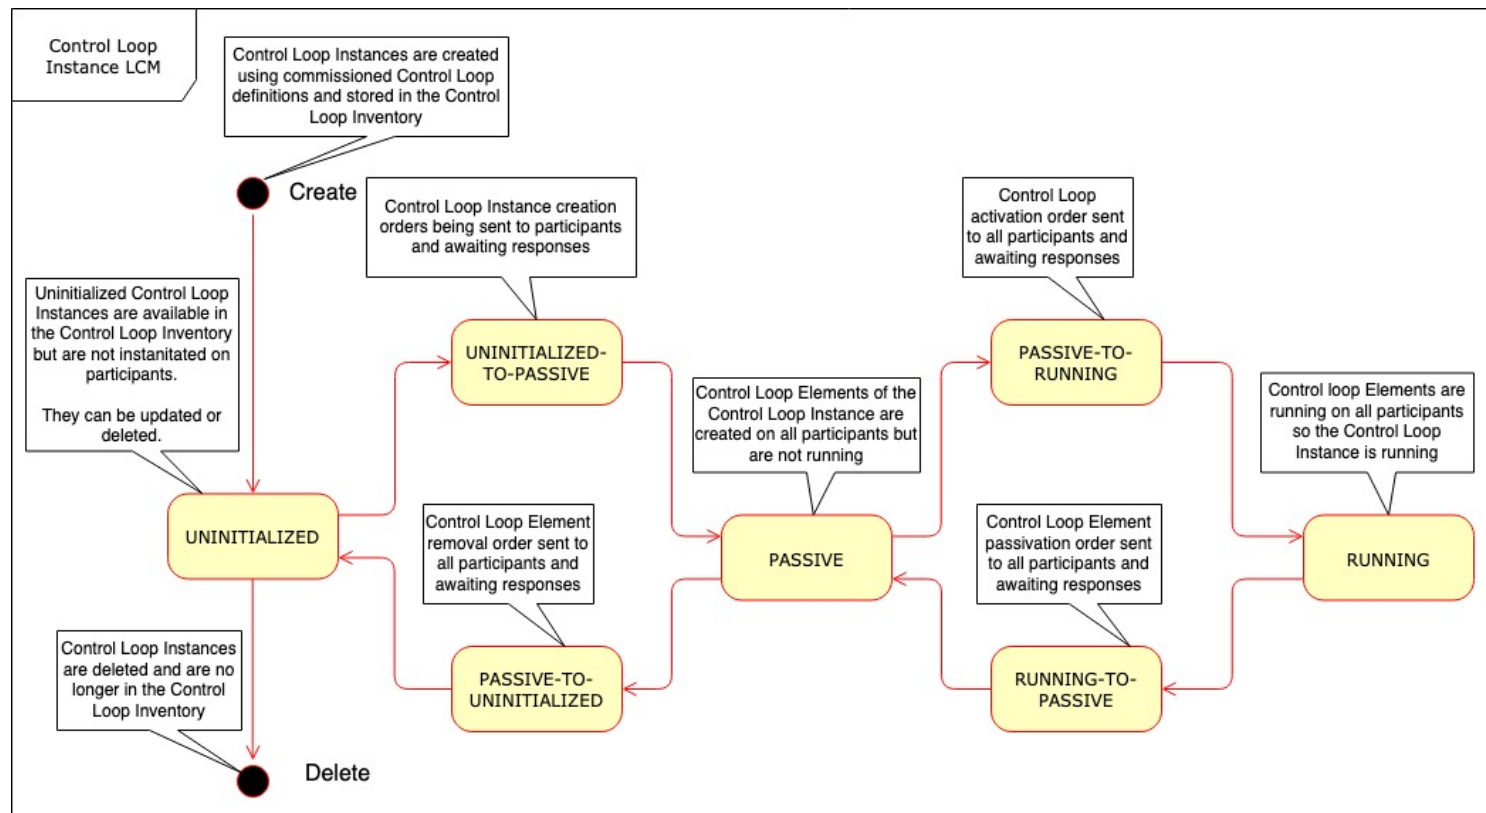 Control Loop
Instance LCM
Control Loop Instances are created
using commissioned Control Loop
definitions and stored in the Control
Loop Inventory
Create
Control Loop Instance creation
orders being sent to participants
and awaiting responses
Control Loop
activation order sent
to all participants and
awaiting responses
Uninitialized Control Loop
Instances are available in
the Control Loop Inventory
but are not instanitated on
participants.
They can be updated or
deleted.
UNINITIALIZED-
TO-PASSIVE
PASSIVE-TO-
RUNNING
Control Loop Elements of the
Control Loop Instance are
created on all participants but
are not running
Control loop Elements are
running on all participants
so the Control Loop
Instance is running
UNINITIALIZED
Control Loop Element
removal order sent to
all participants and
awaiting responses
PASSIVE
Control Loop Element
passivation order sent
to all participants and
awaiting responses
RUNNING
Control Loop Instances
are deleted and are no
longer in the Control
Loop Inventory
PASSIVE-TO-
UNINITIALIZED
RUNNING-TO-
PASSIVE
Delete